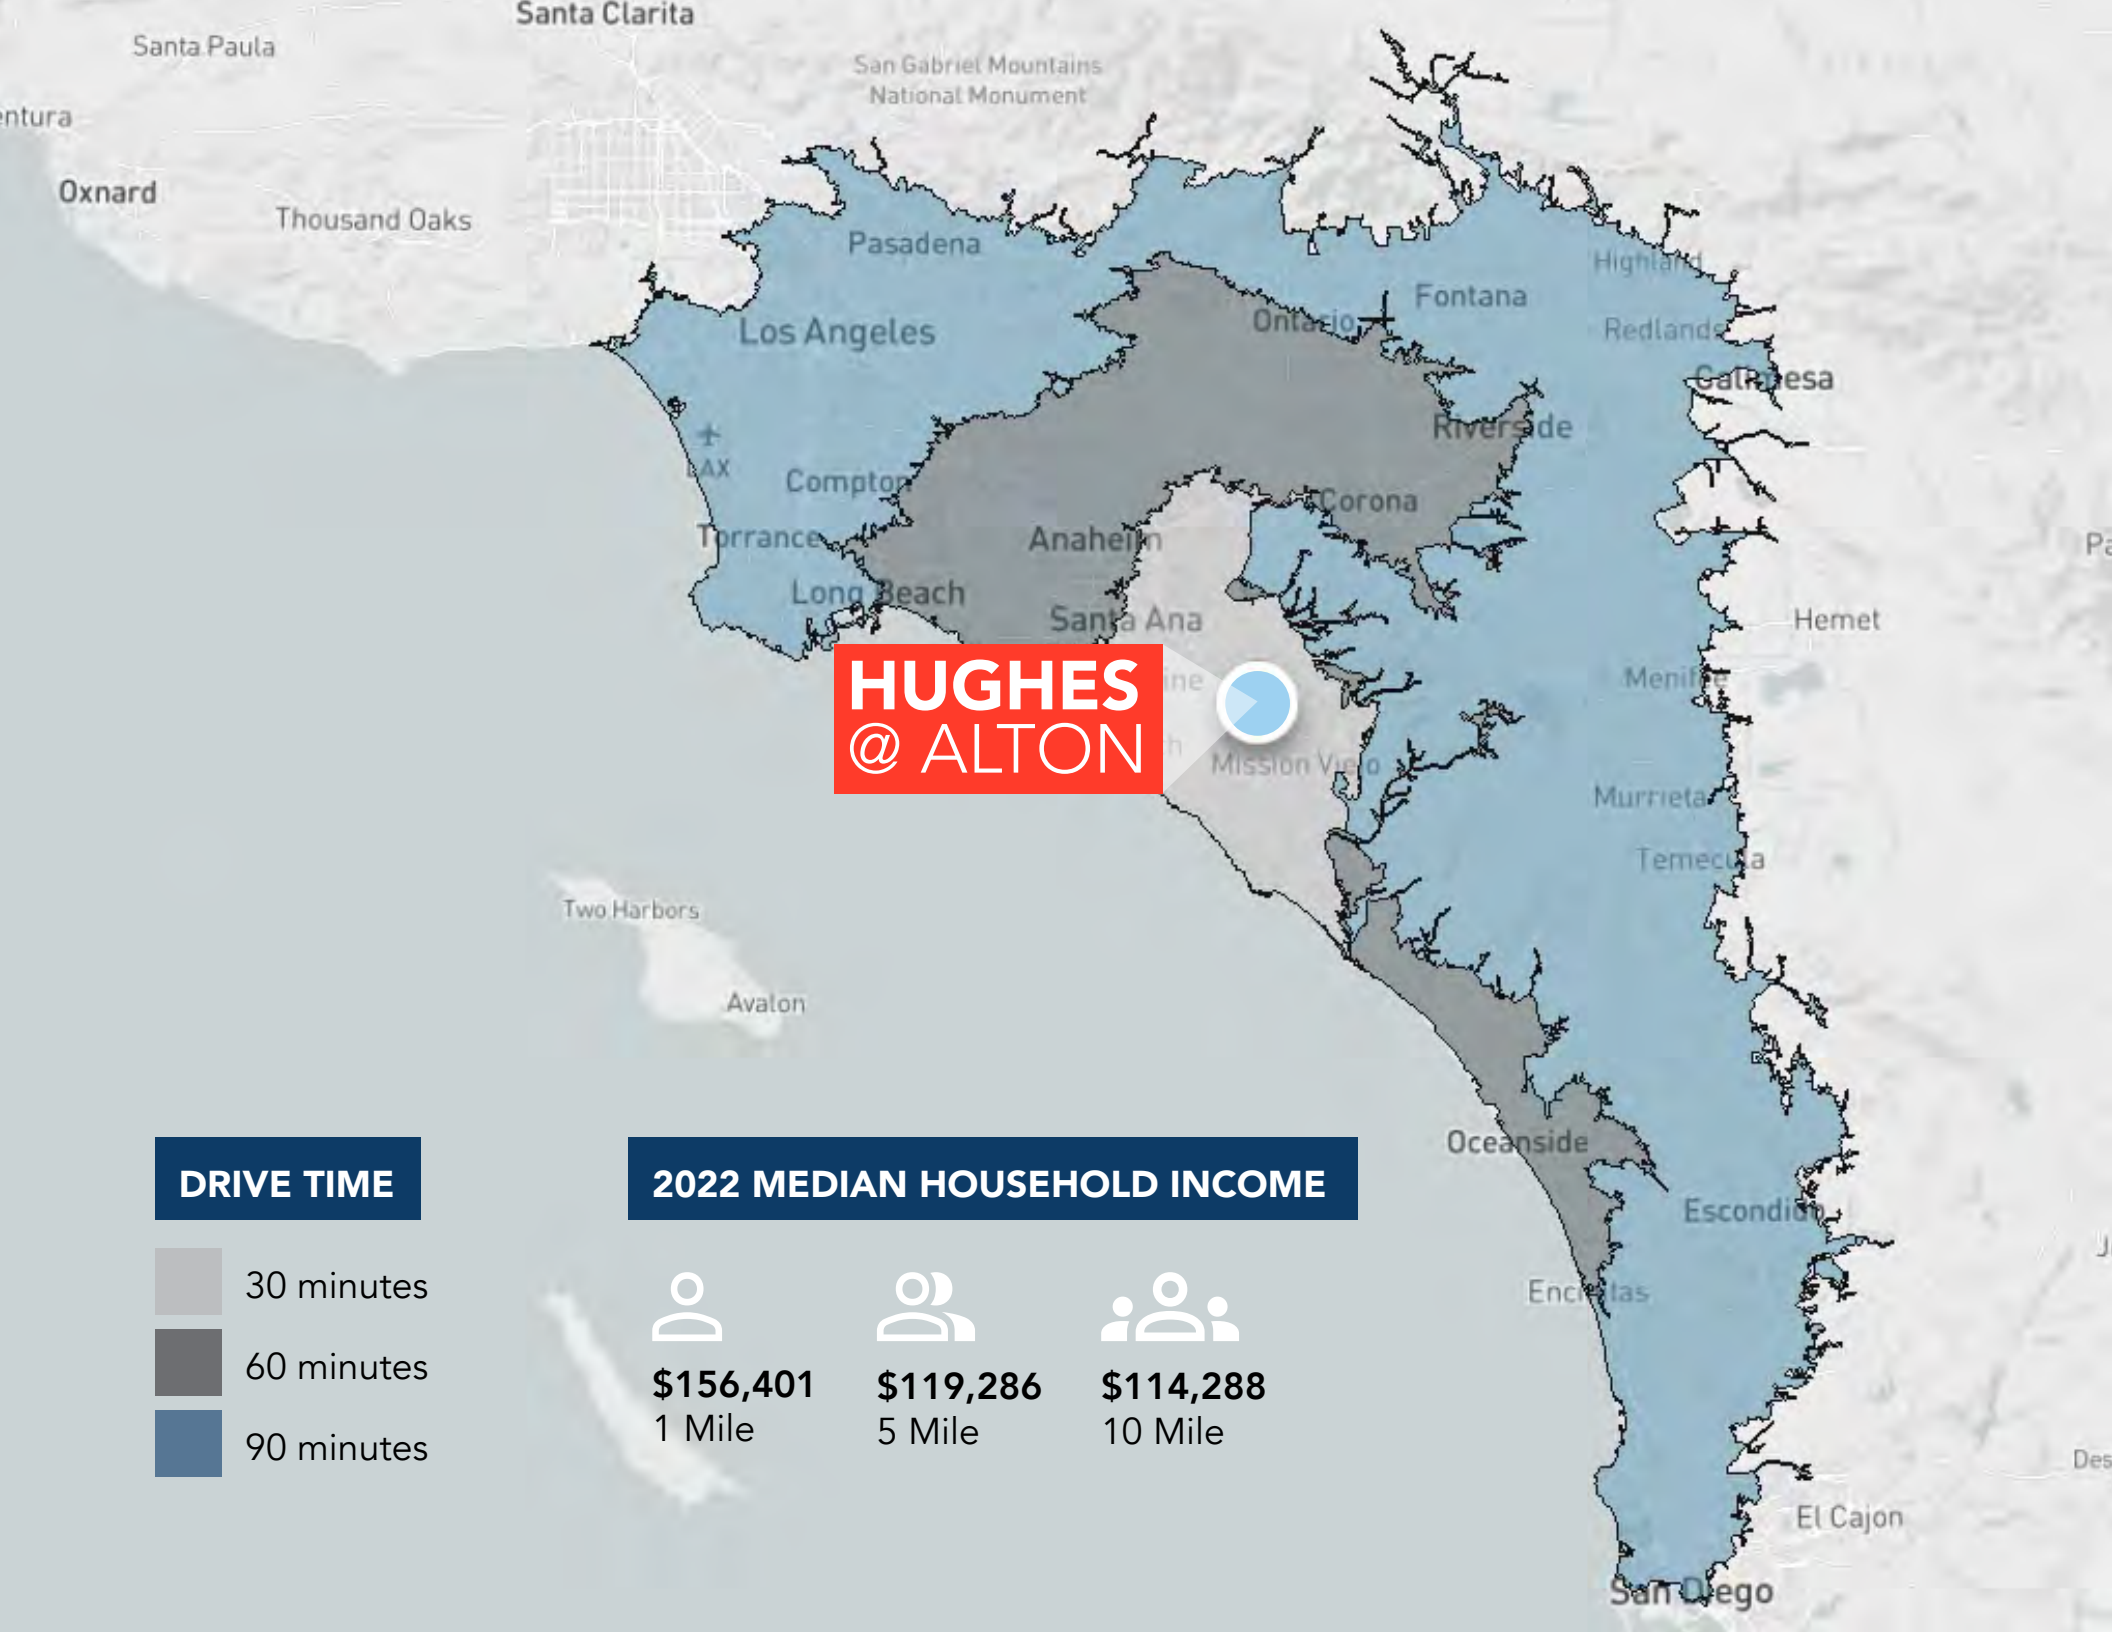 Santa Clarita
Santa Paula
San Gabriel Mountains
National Monument
entura
Oxnard
Thousand Oaks
Pasadena
Highland
Fontana
Ontario
Los Angeles
Redlands
Calimesa
Riverside
LAX
Compton
Corona
Torrance
Anaheim
Long Beach
Santa Ana
Hemet
HUGHES
@ ALTON
Menifee
Mission Viejo
Murrieta
Temecula
Two Harbors
Avalon
Oceanside
Escondido
Encinitas
El Cajon
San Diego
DRIVE TIME
30 minutes
60 minutes
90 minutes
2022 MEDIAN HOUSEHOLD INCOME
$156,401
1 Mile
$119,286
5 Mile
$114,288
10 Mile
Des